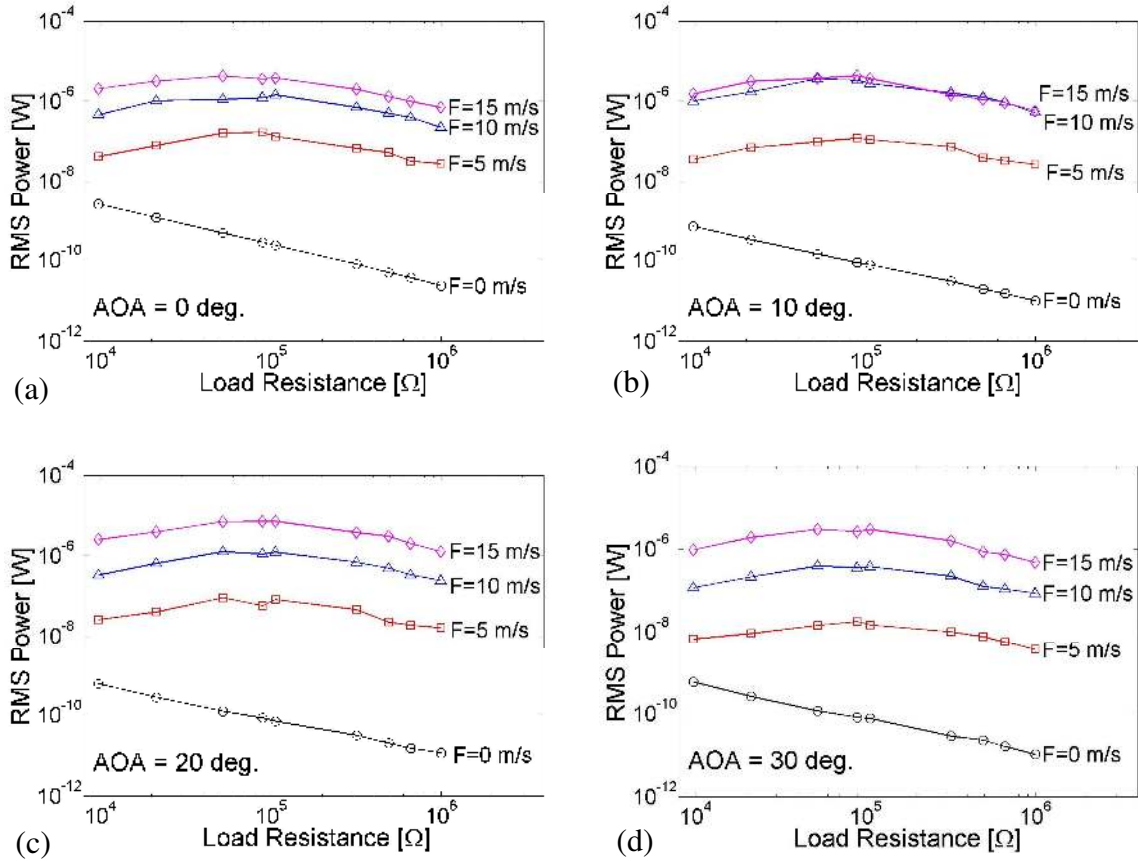 10^-4
10^-6
10^-8
10^-10
10^-12
RMS Power [W]
F=15 m/s
F=10 m/s
F=5 m/s
F=0 m/s
AOA = 0 deg.
10^4
10^5
10^6
Load Resistance [Ω]
(a)
10^-4
10^-6
10^-8
10^-10
10^-12
RMS Power [W]
F=15 m/s
F=10 m/s
F=5 m/s
F=0 m/s
AOA = 10 deg.
10^4
10^5
10^6
Load Resistance [Ω]
(b)
10^-4
10^-6
10^-8
10^-10
10^-12
RMS Power [W]
F=15 m/s
F=10 m/s
F=5 m/s
F=0 m/s
AOA = 20 deg.
10^4
10^5
10^6
Load Resistance [Ω]
(c)
10^-4
10^-6
10^-8
10^-10
10^-12
RMS Power [W]
F=15 m/s
F=10 m/s
F=5 m/s
F=0 m/s
AOA = 30 deg.
10^4
10^5
10^6
Load Resistance [Ω]
(d)